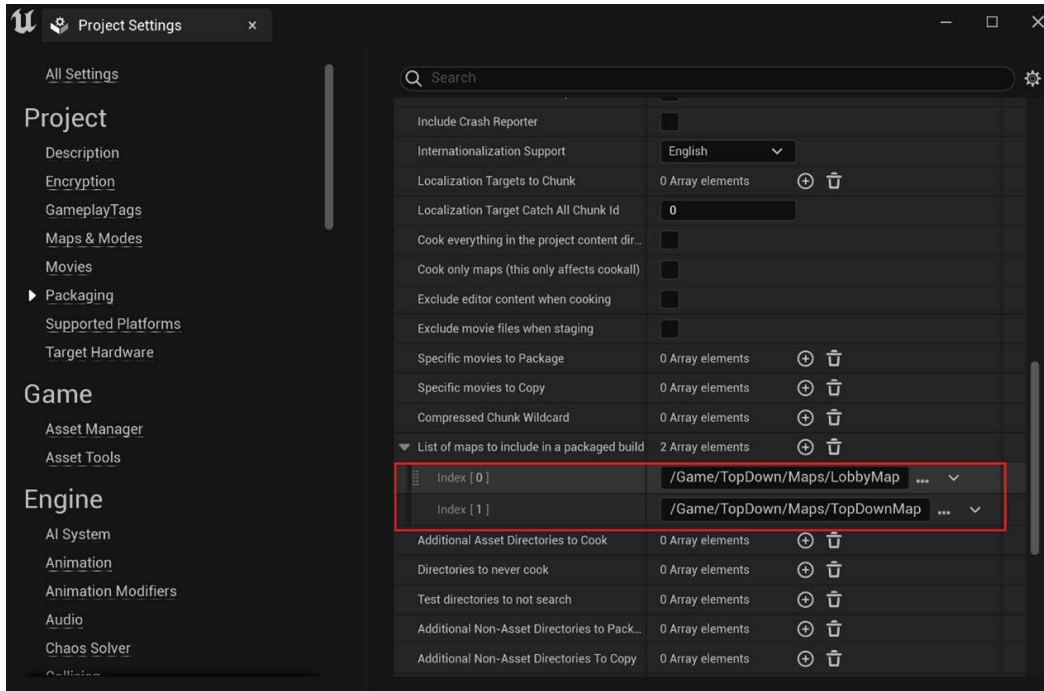 Project Settings
All Settings
Project
Description
Encryption
GameplayTags
Maps & Modes
Movies
Packaging
Supported Platforms
Target Hardware
Game
Asset Manager
Asset Tools
Engine
AI System
Animation
Animation Modifiers
Audio
Chaos Solver
Collision
Search
Include Crash Reporter
Internationalization Support English
Localization Targets to Chunk 0 Array elements
Localization Target Catch All Chunk Id 0
Cook everything in the project content dir...
Cook only maps (this only affects cookall)
Exclude editor content when cooking
Exclude movie files when staging
Specific movies to Package 0 Array elements
Specific movies to Copy 0 Array elements
Compressed Chunk Wildcard 0 Array elements
List of maps to include in a packaged build 2 Array elements
Index [ 0 ] /Game/TopDown/Maps/LobbyMap ...
Index [ 1 ] /Game/TopDown/Maps/TopDownMap ...
Additional Asset Directories to Cook 0 Array elements
Directories to never cook 0 Array elements
Test directories to not search 0 Array elements
Additional Non-Asset Directories to Pack... 0 Array elements
Additional Non-Asset Directories To Copy 0 Array elements